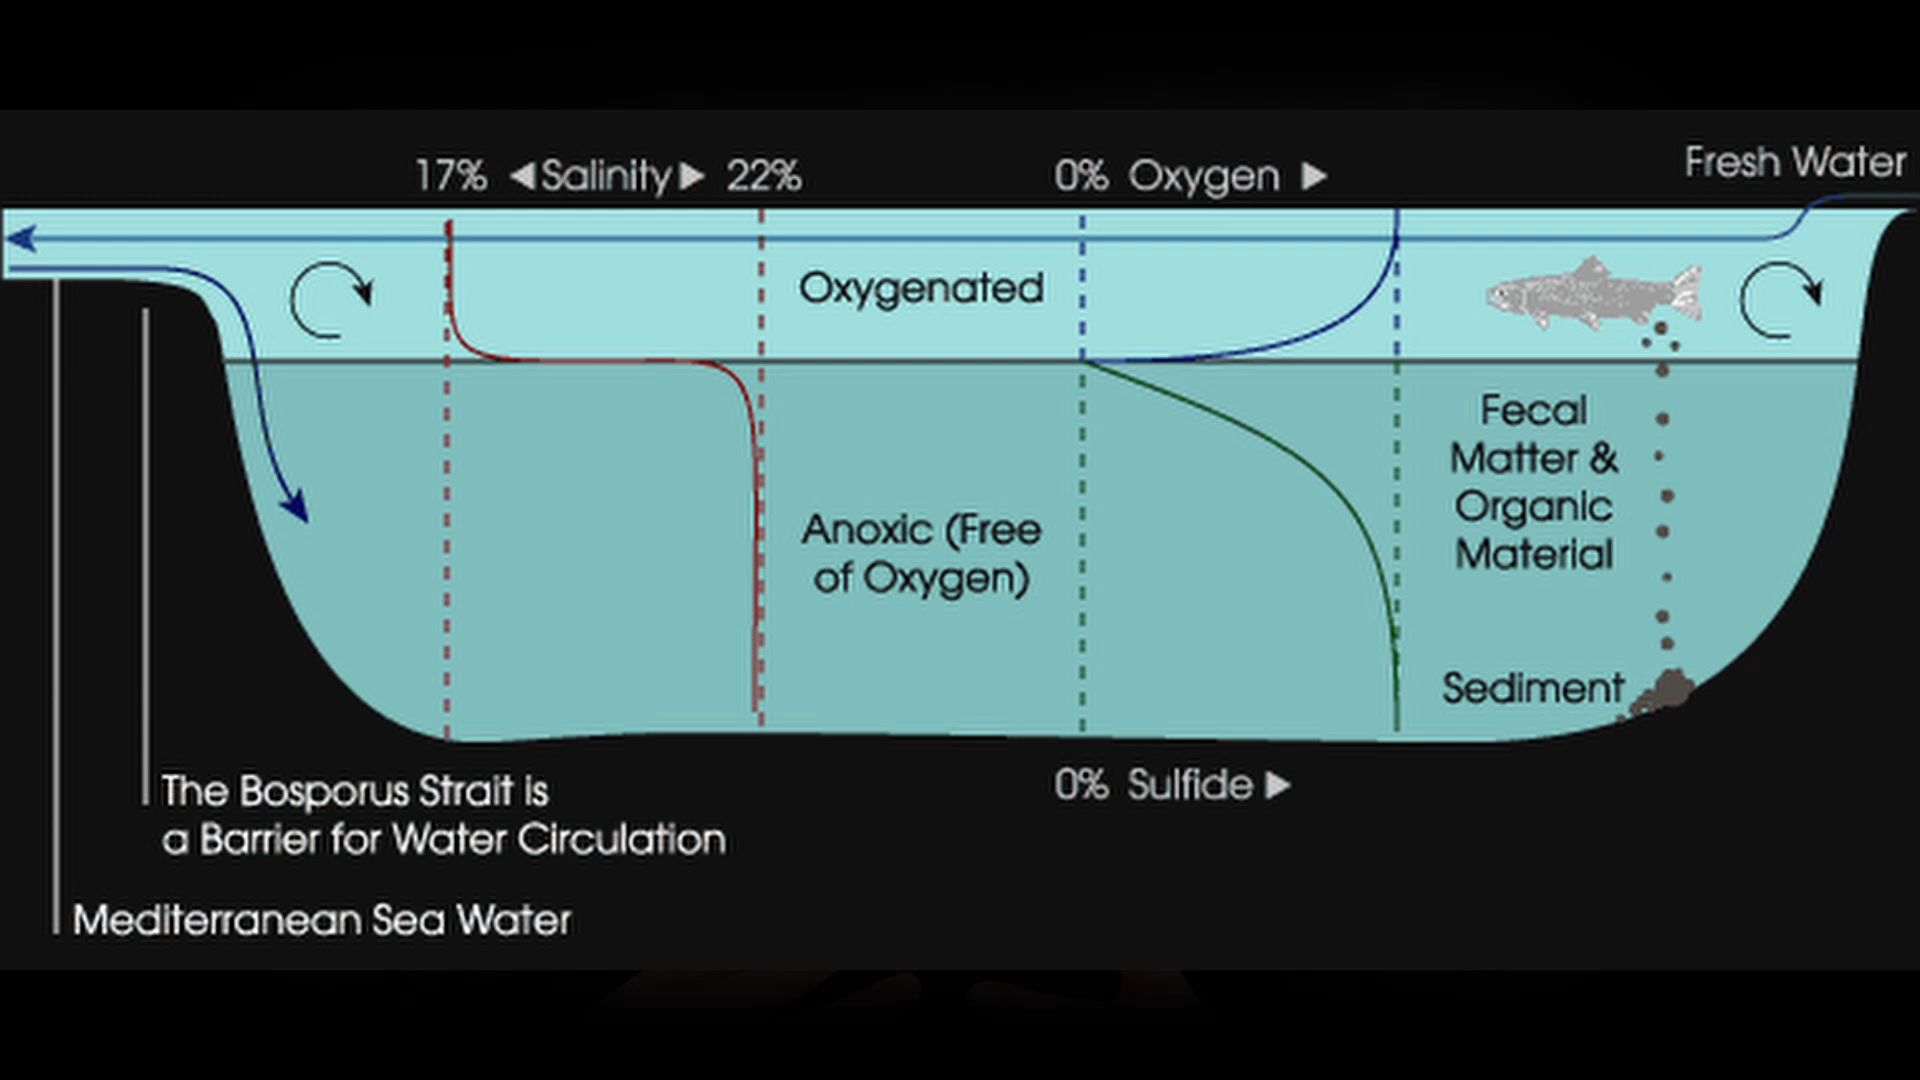 17% ◀Salinity▶ 22%
0% Oxygen ▶
Fresh Water
Oxygenated
Fecal
Matter &
Organic
Material
Anoxic (Free
of Oxygen)
Sediment
0% Sulfide ▶
The Bosporus Strait is
a Barrier for Water Circulation
Mediterranean Sea Water